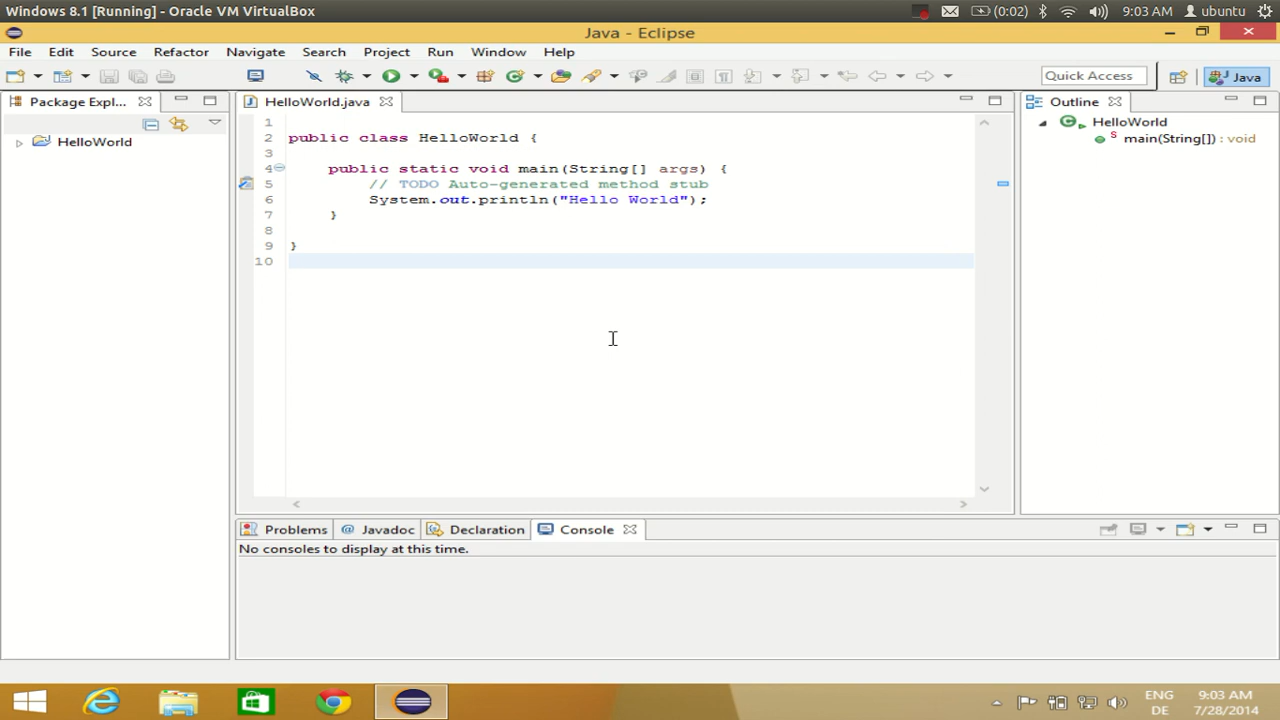 Windows 8.1 [Running] - Oracle VM VirtualBox
(0:02)
9:03 AM
ubuntu
Java - Eclipse
File Edit Source Refactor Navigate Search Project Run Window Help
Quick Access
Java
Package Expl...
HelloWorld
HelloWorld.java
1
2 public class HelloWorld {
3
4 public static void main(String[] args) {
5 // TODO Auto-generated method stub
6 System.out.println("Hello World");
7 }
8
9 }
10
Outline
HelloWorld
main(String[]) : void
Problems @ Javadoc Declaration Console
No consoles to display at this time.
ENG
DE
9:03 AM
7/28/2014